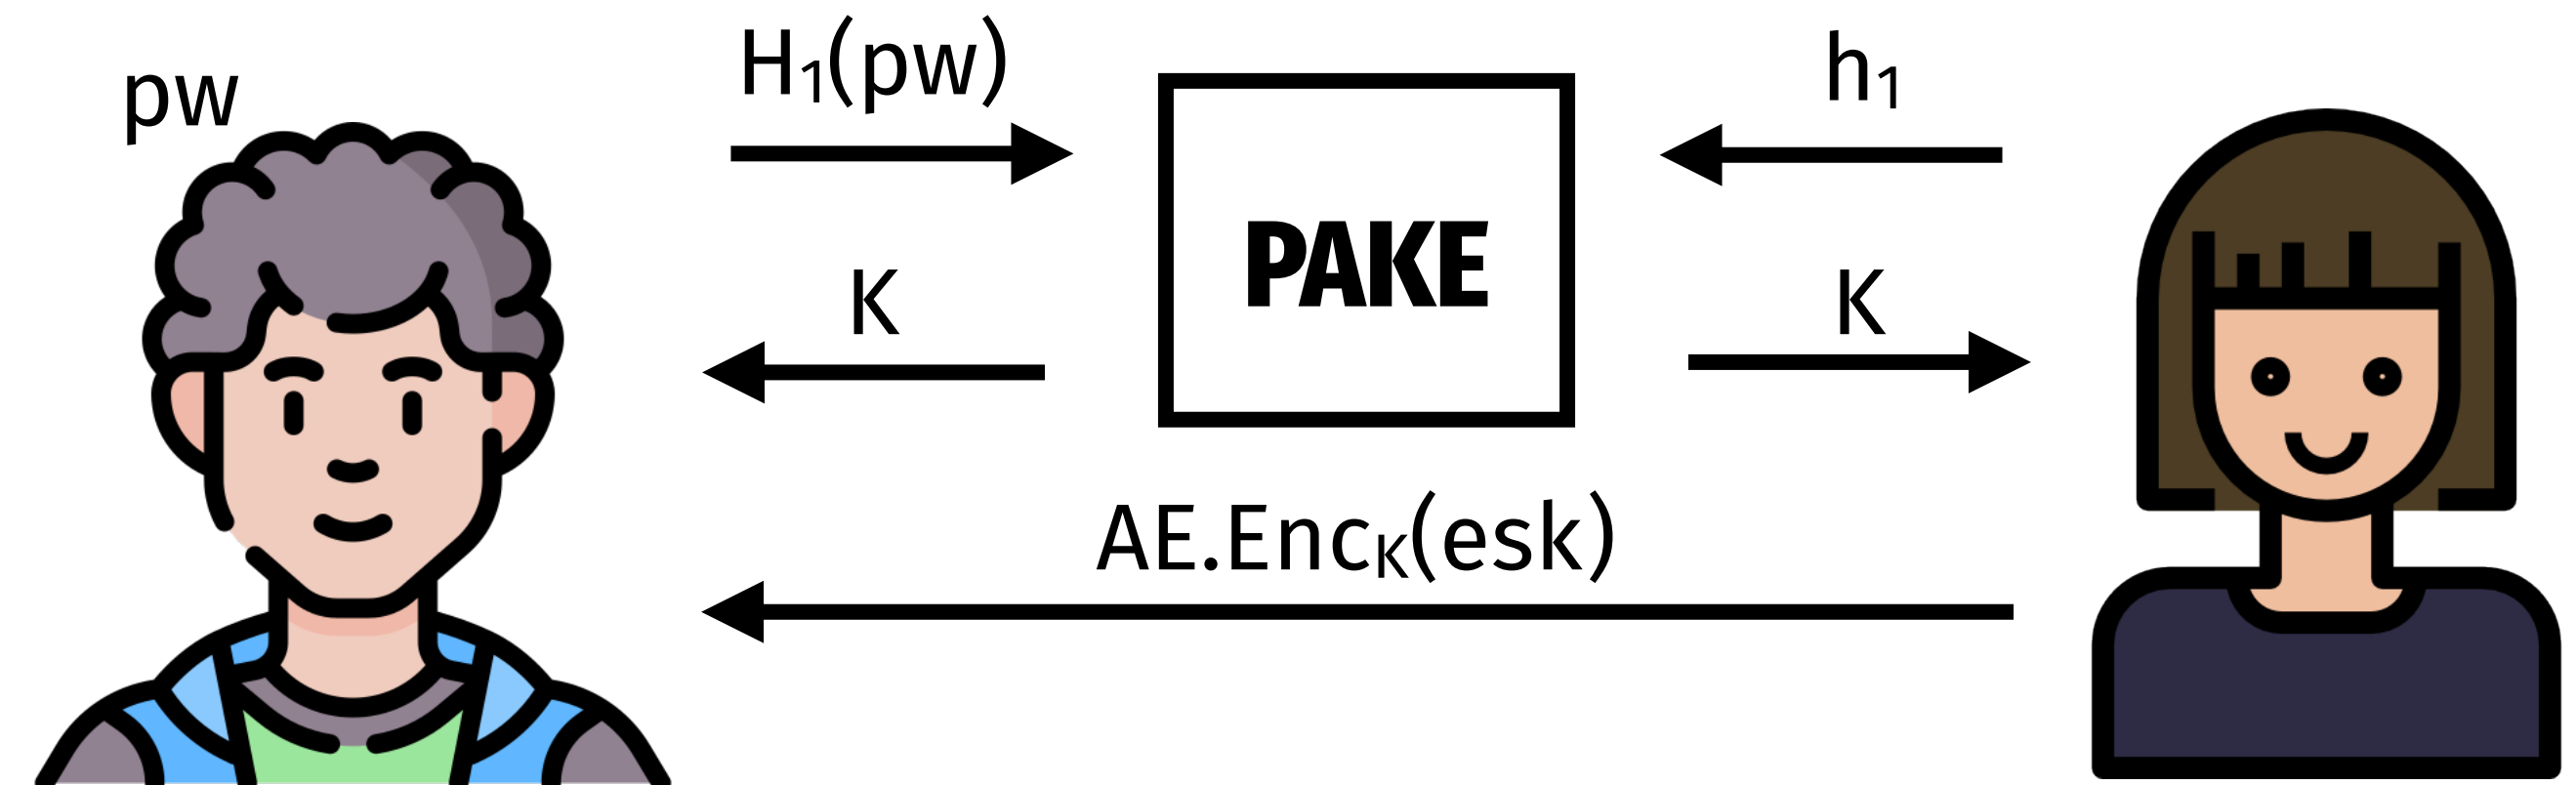 pw
H₁(pw)
h₁
PAKE
K
K
AE.Encₖ(esk)